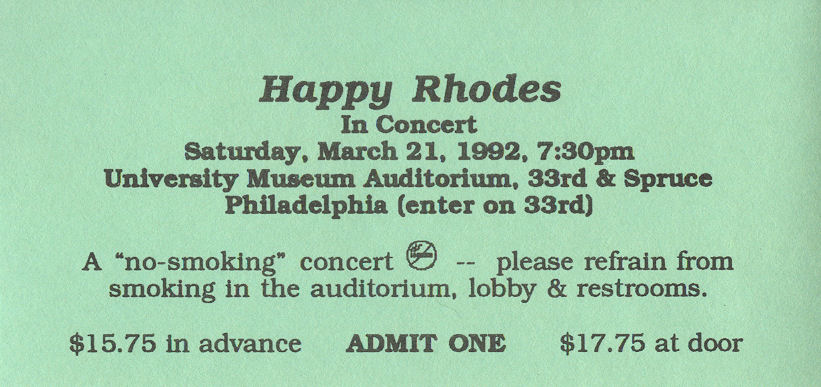 Happy Rhodes
In Concert
Saturday, March 21, 1992, 7:30pm
University Museum Auditorium, 33rd & Spruce
Philadelphia (enter on 33rd)
A "no-smoking" concert -- please refrain from
smoking in the auditorium, lobby & restrooms.
$15.75 in advance ADMIT ONE $17.75 at door